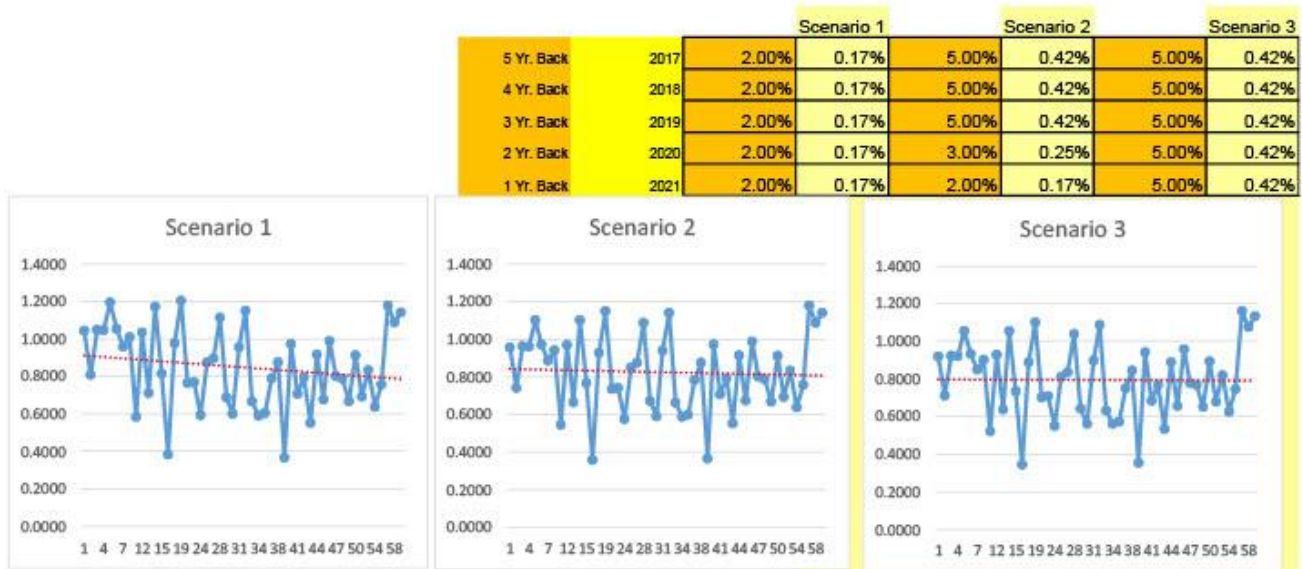 Scenario 1 Scenario 2 Scenario 3
5 Yr. Back 2017 2.00% 0.17% 5.00% 0.42% 5.00% 0.42%
4 Yr. Back 2018 2.00% 0.17% 5.00% 0.42% 5.00% 0.42%
3 Yr. Back 2019 2.00% 0.17% 5.00% 0.42% 5.00% 0.42%
2 Yr. Back 2020 2.00% 0.17% 3.00% 0.25% 5.00% 0.42%
1 Yr. Back 2021 2.00% 0.17% 2.00% 0.17% 5.00% 0.42%
Scenario 1
1.4000
1.2000
1.0000
0.8000
0.6000
0.4000
0.2000
0.0000
1 4 7 12 15 19 24 28 31 34 38 41 44 47 50 54 58
Scenario 2
1.4000
1.2000
1.0000
0.8000
0.6000
0.4000
0.2000
0.0000
1 4 7 12 15 19 24 28 31 34 38 41 44 47 50 54 58
Scenario 3
1.4000
1.2000
1.0000
0.8000
0.6000
0.4000
0.2000
0.0000
1 4 7 12 15 19 24 28 31 34 38 41 44 47 50 54 58